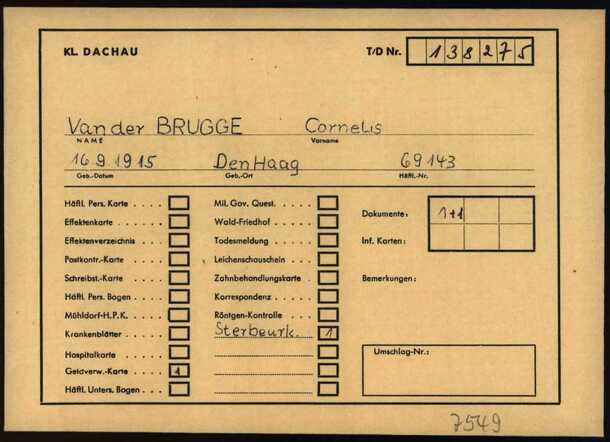 KL. DACHAU T/D Nr. 138275
Van der BRUGGE Cornelis
NAME Vorname
16 9.1915 Den Haag 69143
Geb.-Datum Geb.-Ort Häftl.-Nr.
Häftl. Pers. Karte . . . . Mil. Gov. Quest. . . . .
Effektenkarte . . . . Wald-Friedhof . . . . Dokumente: 1+1
Effektenverzeichnis . . . . Todesmeldung . . . . Inf. Karten:
Postkontr.-Karte . . . . Leichenschauschein . . . .
Schreibst.-Karte . . . . Zahnbehandlungskarte . . . . Bemerkungen:
Häftl. Pers. Bogen . . . . Korrespondenz . . . .
Mühldorf-H.P.K. . . . . Röntgen-Kontrolle . . . .
Krankenblätter . . . . Sterbeurk. 1
Hospitalkarte . . . . Umschlag-Nr.:
Geldverw.-Karte . . . . 1
Häftl. Unters. Bogen . . . .
7549